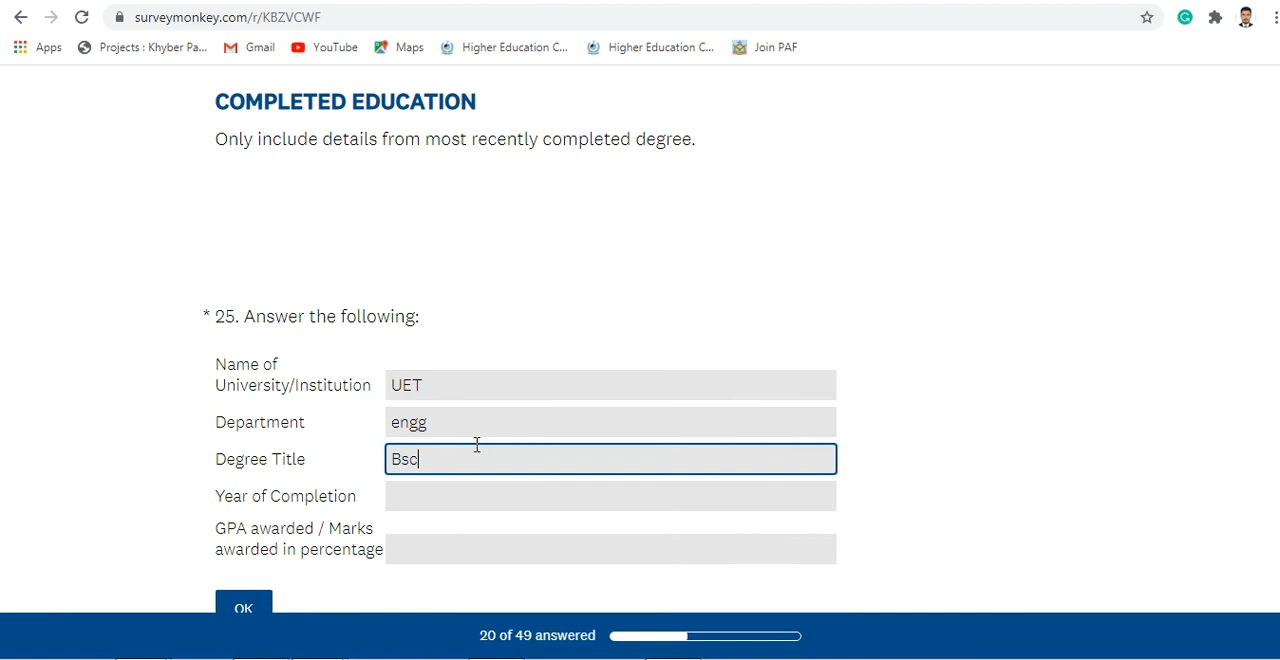 surveymonkey.com/r/KBZVCWF
Apps Projects : Khyber Pa... Gmail YouTube Maps Higher Education C... Higher Education C... Join PAF
COMPLETED EDUCATION
Only include details from most recently completed degree.
* 25. Answer the following:
Name of
University/Institution UET
Department engg
Degree Title Bsc
Year of Completion
GPA awarded / Marks
awarded in percentage
OK
20 of 49 answered